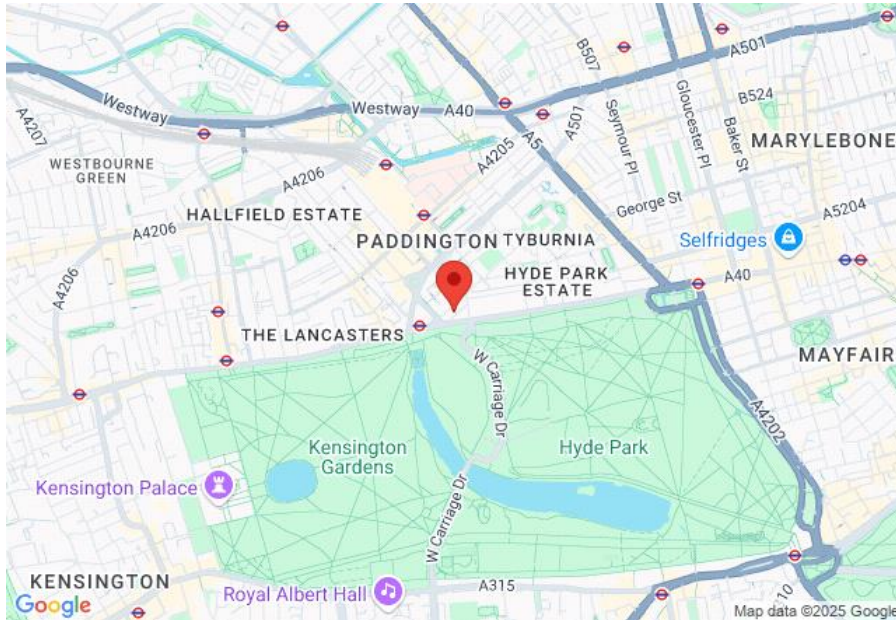 A501
B507
A501
B524
Westway
Westway
A40
A4207
Seymour Pl
Gloucester Pl
Baker St
MARYLEBONE
WESTBOURNE
GREEN
A4206
A4205
A5
George St
A5204
HALLFIELD ESTATE
A4206
PADDINGTON
TYBURNIA
Selfridges
A4206
HYDE PARK
ESTATE
A40
THE LANCASTERS
MAYFAIR
W Carriage Dr
A4202
Kensington
Gardens
Hyde Park
Kensington Palace
W Carriage Dr
KENSINGTON
Royal Albert Hall
A315
Google
Map data ©2025 Google